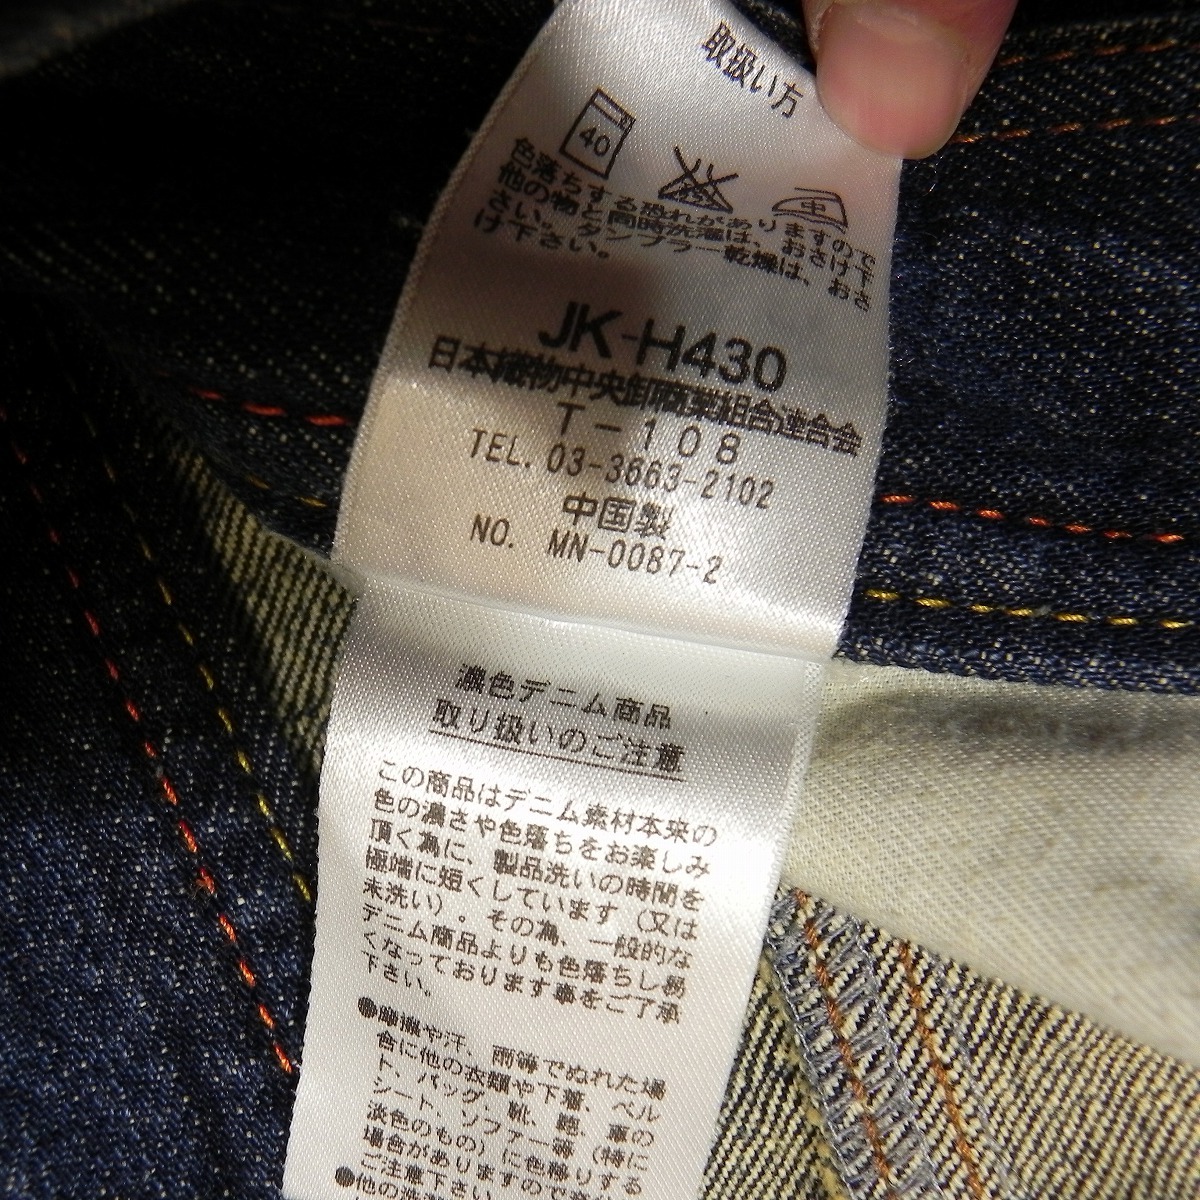 取扱い方
40
中
色落ちする恐れがありますので
他の物と同時洗濯は、おさけ下
さい。タンブラー乾燥は、おさ
け下さい。
JK-H430
日本織物中央卸商業組合連合会
T-108
TEL. 03-3663-2102
中国製
NO. MN-0087-2
濃色デニム商品
取り扱いのご注意
この商品はデニム素材本来の
色の濃さや色落ちをお楽しみ
頂く為に、製品洗いの時間を
極端に短くしています（又は
未洗い）。その為、一般的な
デニム商品よりも色落ちし易
くなっております事をご了承
下さい。
●摩擦や汗、雨等でぬれた場
合に他の衣類や下着、ベル
ト、バッグ、靴、鞄、車の
シート、ソファー等（特に
淡色のもの）に色移りする
場合がありますので
ご注意下さい。
●他の洗